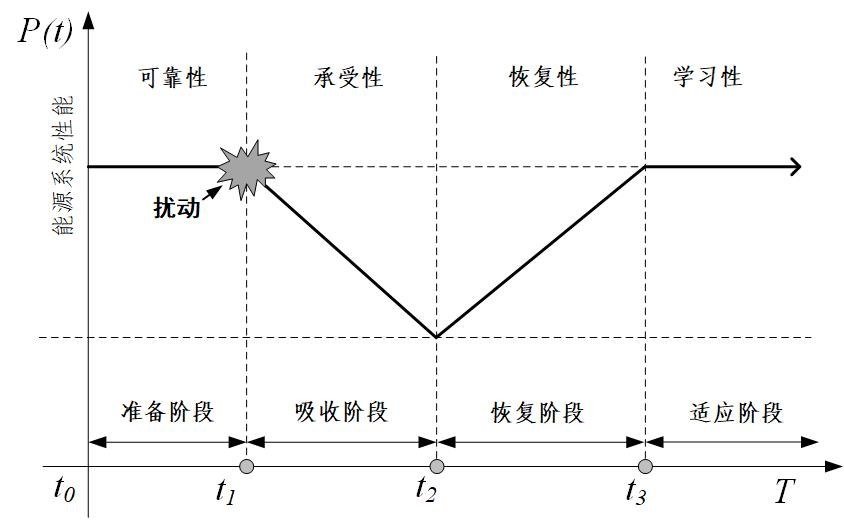 P(t)
可靠性
承受性
恢复性
学习性
能源系统性能
扰动
准备阶段
吸收阶段
恢复阶段
适应阶段
t0
t1
t2
t3
T